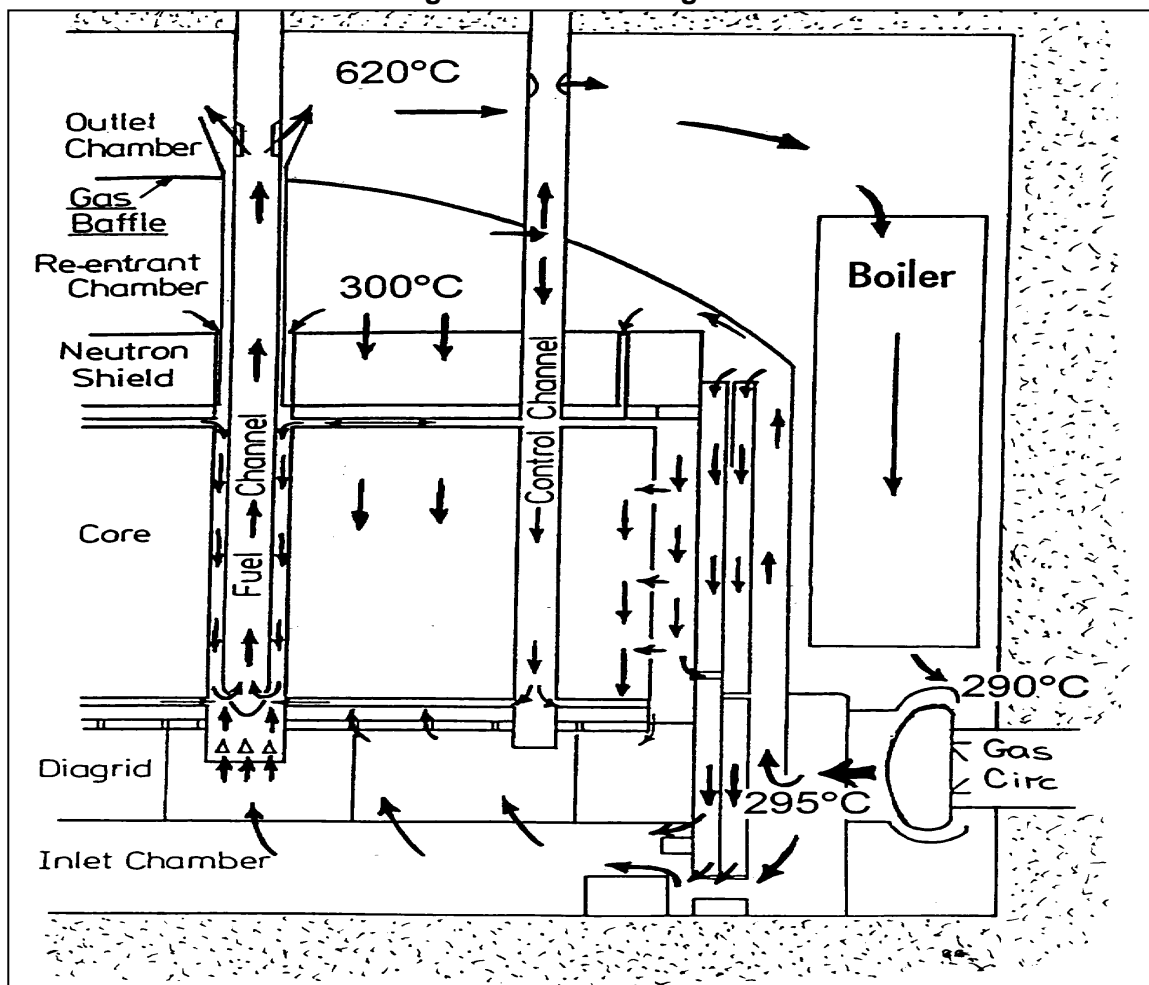 620°C
Outlet
Chamber
Gas
Baffle
Re-entrant
Chamber
300°C
Boiler
Neutron
Shield
Control Channel
Fuel Channel
Core
290°C
Gas
Circ
Diagrid
295°C
Inlet Chamber